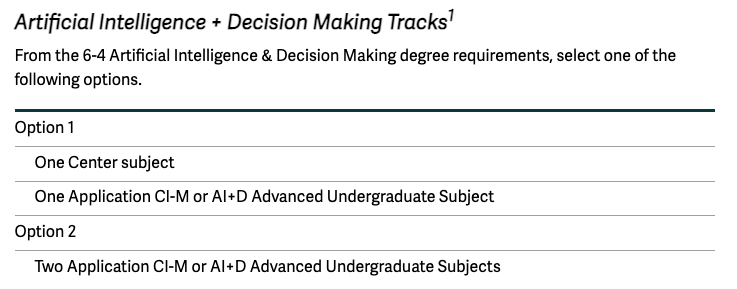 Artificial Intelligence + Decision Making Tracks¹
From the 6-4 Artificial Intelligence & Decision Making degree requirements, select one of the
following options.
Option 1
One Center subject
One Application CI-M or AI+D Advanced Undergraduate Subject
Option 2
Two Application CI-M or AI+D Advanced Undergraduate Subjects